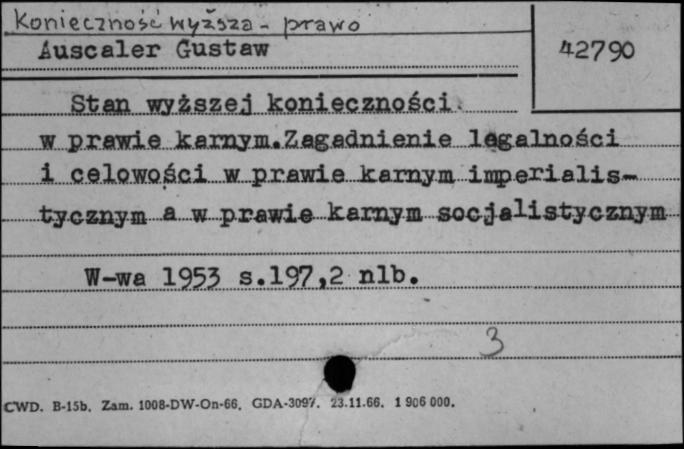 Konieczność wyższa - prawo
Auscaler Gustaw
42790
Stan wyższej konieczności
w prawie karnym.Zagadnienie legalności
i celowości w prawie karnym imperialis-
tycznym a w prawie karnym socjalistycznym
W-wa 1953 s.197,2 nlb.
3
CWD. B-15b. Zam. 1008-DW-On-66. GDA-3097. 23.11.66. 1 906 000.